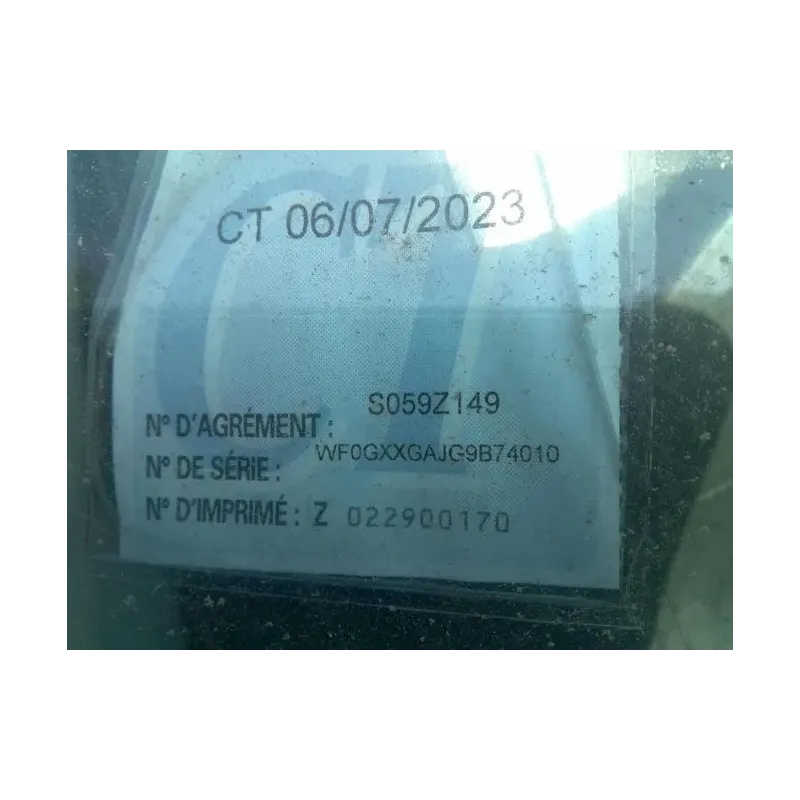 CT 06/07/2023
N° D'AGRÉMENT : S059Z149
N° DE SÉRIE : WF0GXXGAJG9B74010
N° D'IMPRIMÉ : Z 022900170